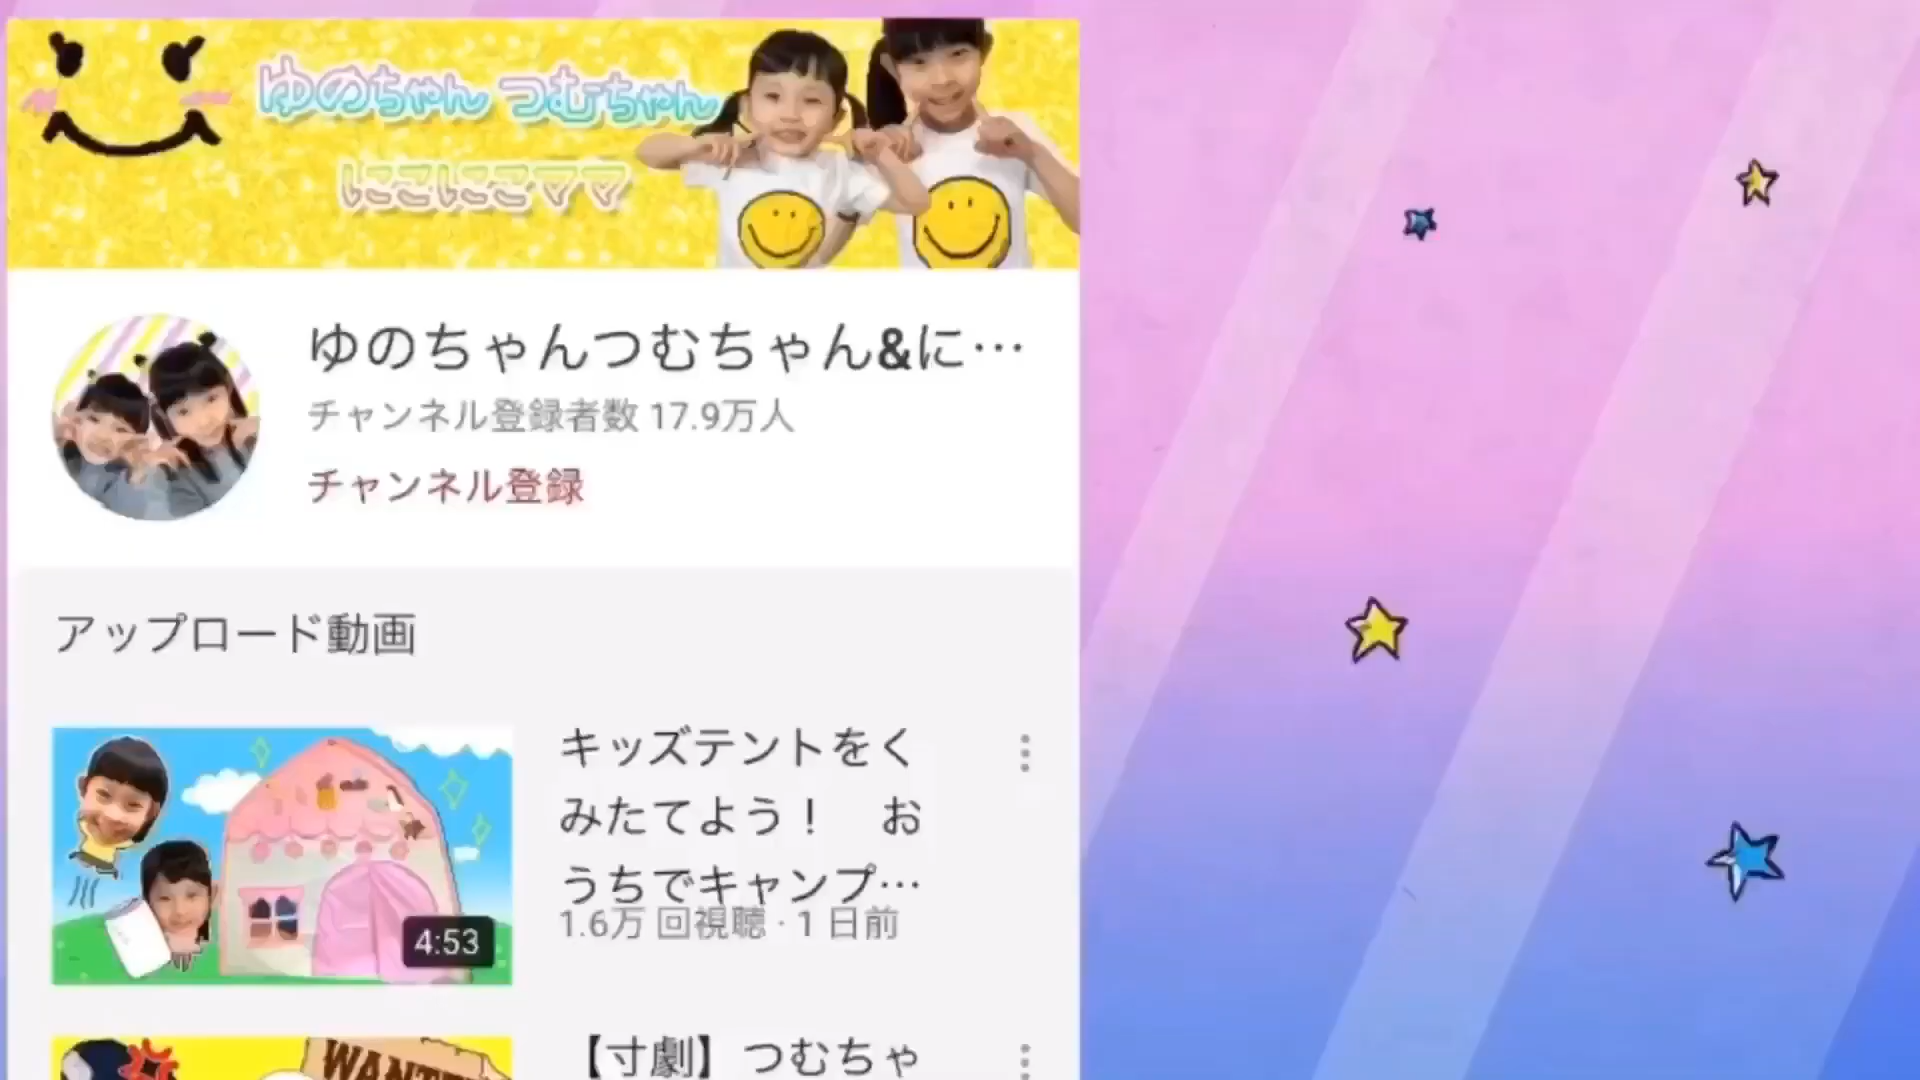 ゆのちゃん つむちゃん
にこにこママ
ゆのちゃんつむちゃん&に…
チャンネル登録者数 17.9万人
チャンネル登録
アップロード動画
キッズテントをく
みたてよう！　お
うちでキャンプ…
1.6万 回視聴 · 1 日前
4:53
【寸劇】つむちゃ